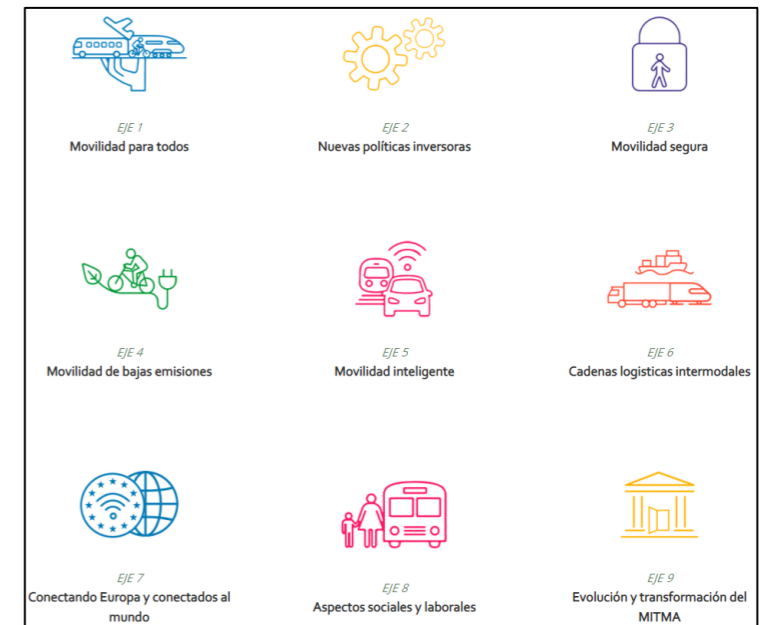 EJE 1
Movilidad para todos
EJE 2
Nuevas políticas inversoras
EJE 3
Movilidad segura
EJE 4
Movilidad de bajas emisiones
EJE 5
Movilidad inteligente
EJE 6
Cadenas logisticas intermodales
EJE 7
Conectando Europa y conectados al
mundo
EJE 8
Aspectos sociales y laborales
EJE 9
Evolución y transformación del
MITMA